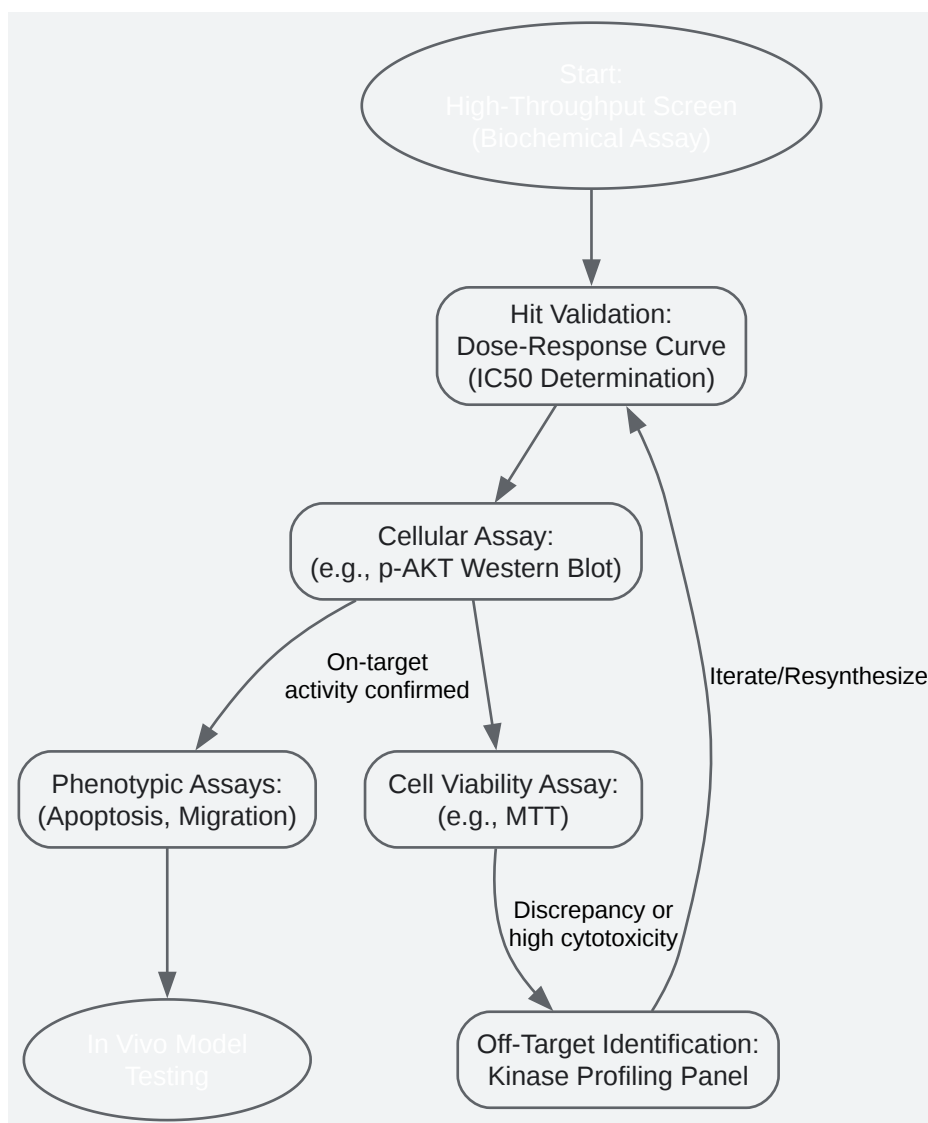 Start:
High-Throughput Screen
(Biochemical Assay)
Hit Validation:
Dose-Response Curve
(IC50 Determination)
Cellular Assay:
(e.g., p-AKT Western Blot)
On-target
activity confirmed
Iterate/Resynthesize
Phenotypic Assays:
(Apoptosis, Migration)
Cell Viability Assay:
(e.g., MTT)
Discrepancy or
high cytotoxicity
In Vivo Model
Testing
Off-Target Identification:
Kinase Profiling Panel